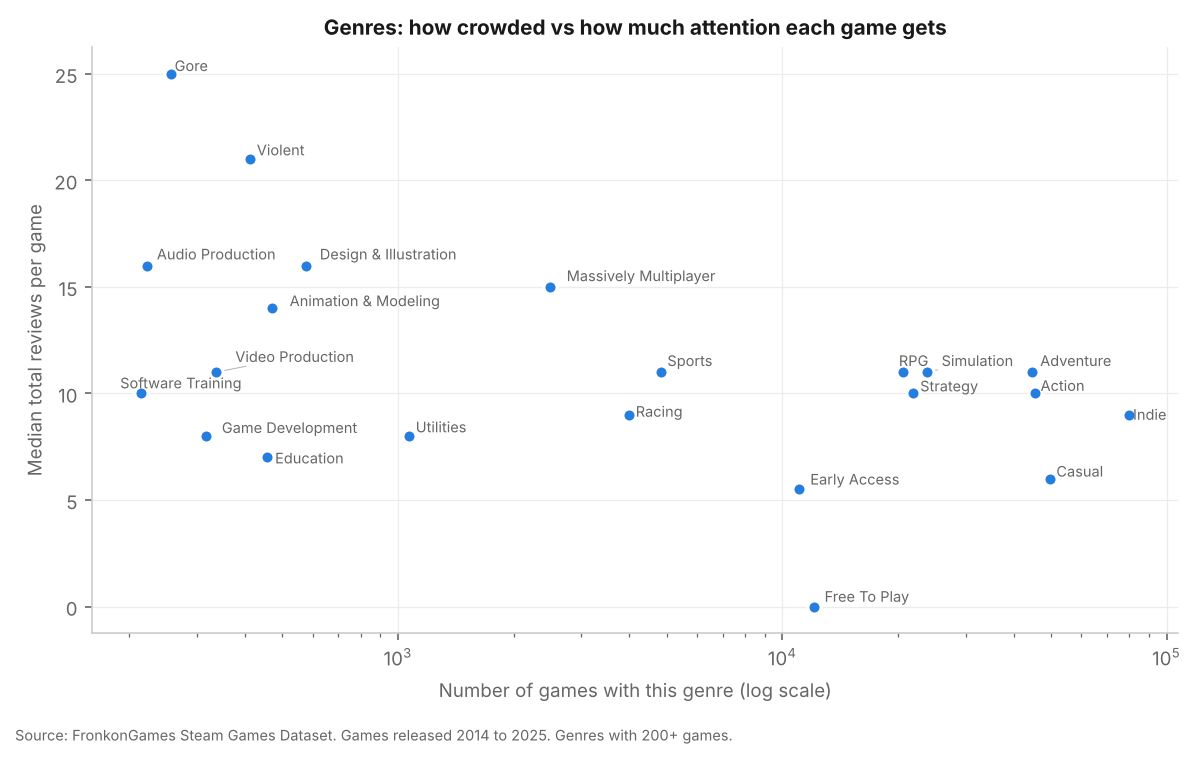 Genres: how crowded vs how much attention each game gets
Median total reviews per game
25
20
15
10
5
0
Gore
Violent
Audio Production
Design & Illustration
Massively Multiplayer
Animation & Modeling
Video Production
Sports
RPG
Simulation
Adventure
Software Training
Strategy
Action
Racing
Indie
Game Development
Utilities
Education
Casual
Early Access
Free To Play
10³
10⁴
10⁵
Number of games with this genre (log scale)
Source: FronkonGames Steam Games Dataset. Games released 2014 to 2025. Genres with 200+ games.